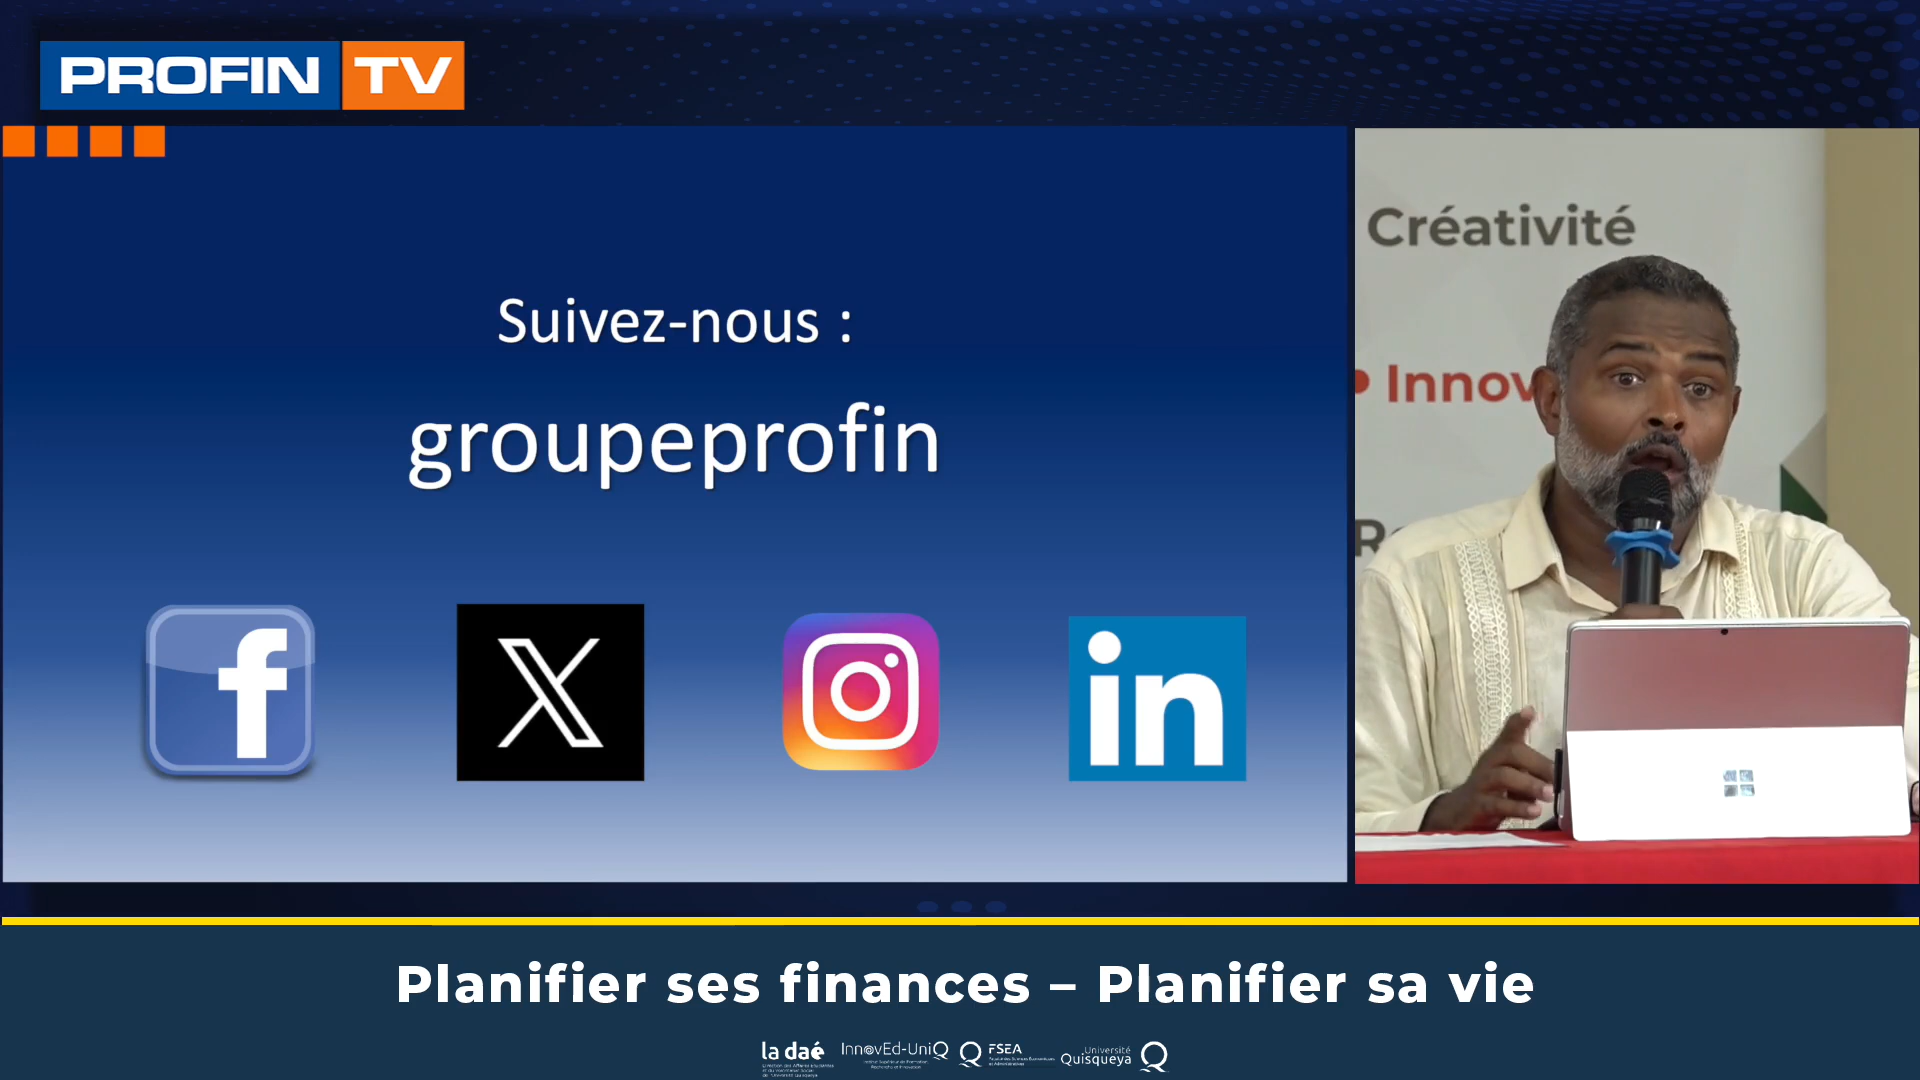 PROFIN TV
Suivez-nous :
groupeprofin
f
X
in
Créativité
• Innov
R
Planifier ses finances – Planifier sa vie
la daé
InnovEd-UniQ
FSEA
Université
Quisqueya